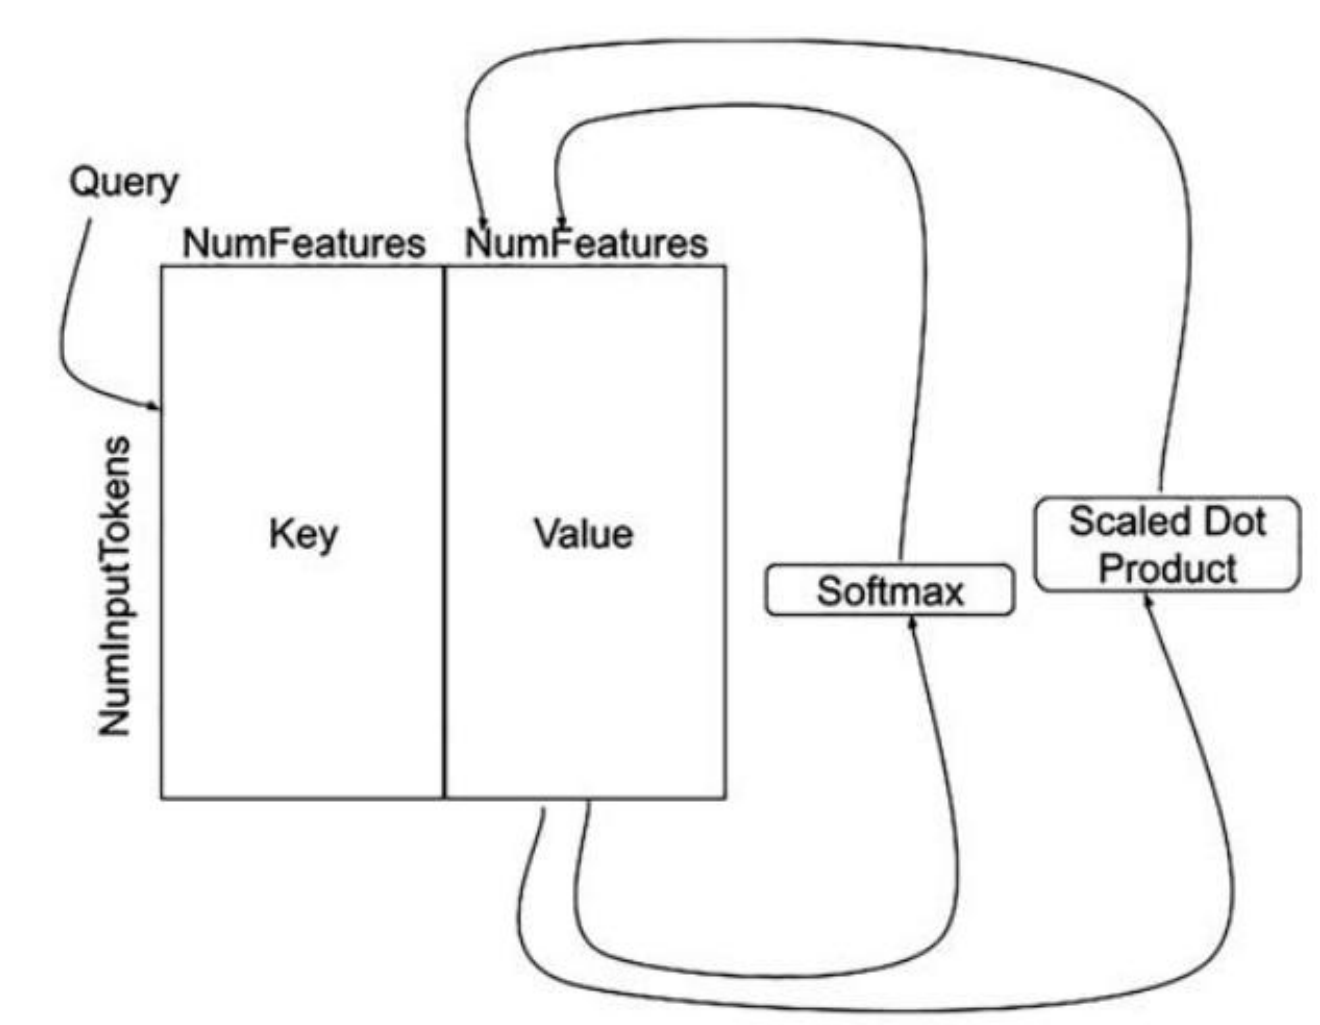 Query
NumFeatures
NumFeatures
NumInputTokens
Key
Value
Softmax
Scaled Dot
Product